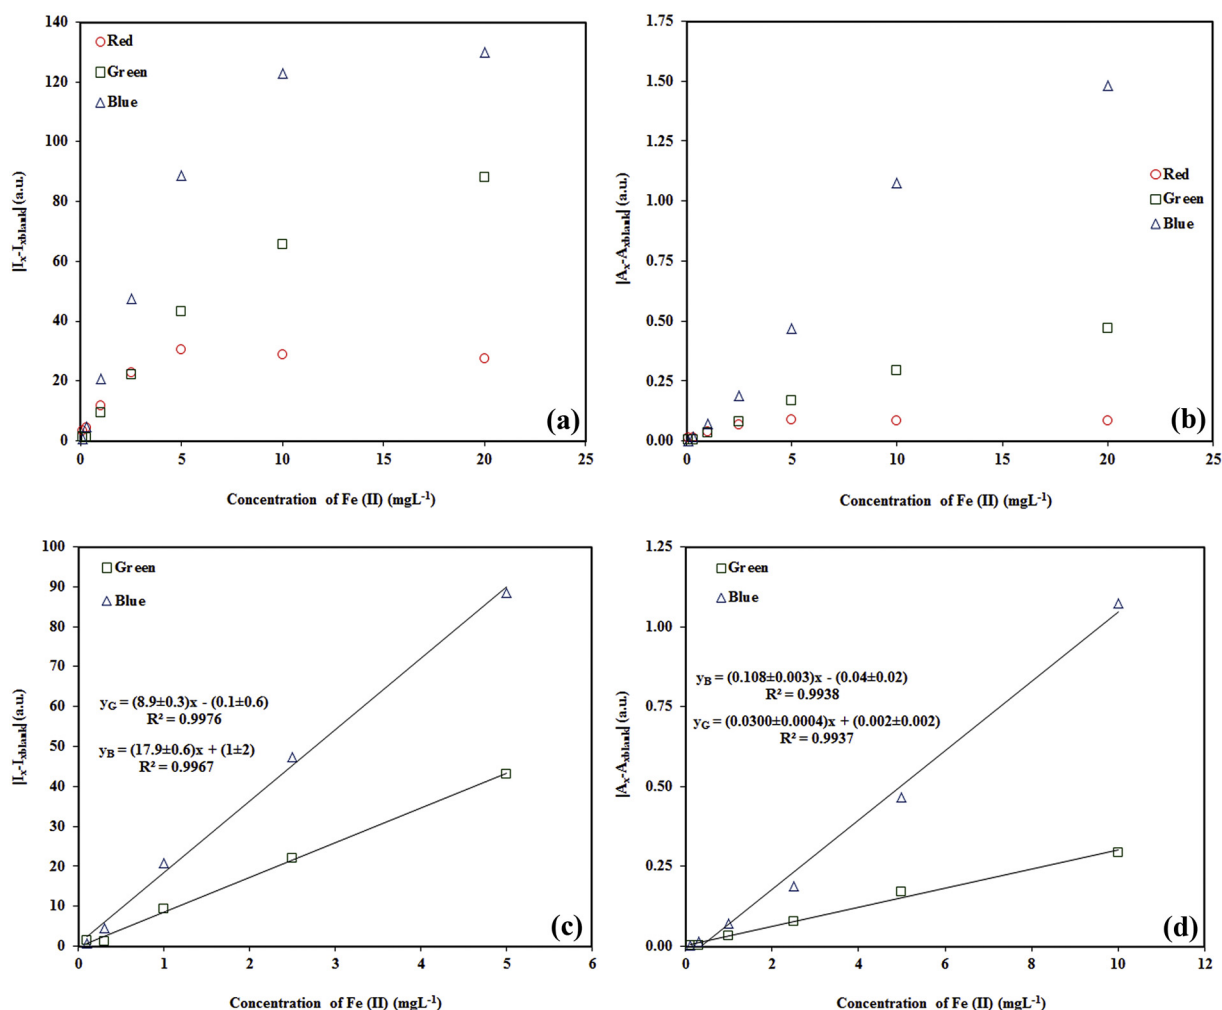 140
120
100
80
60
40
20
0
|Iₓ-Iₓblank| (a.u.)
Red
Green
Blue
(a)
0
5
10
15
20
25
Concentration of Fe (II) (mgL⁻¹)
1.75
1.50
1.25
1.00
0.75
0.50
0.25
0.00
|Aₓ-Aₓblank| (a.u.)
Red
Green
Blue
(b)
0
5
10
15
20
25
Concentration of Fe (II) (mgL⁻¹)
100
90
80
70
60
50
40
30
20
10
0
|Iₓ-Iₓblank| (a.u.)
Green
Blue
y_G = (8.9±0.3)x - (0.1±0.6)
R² = 0.9976
y_B = (17.9±0.6)x + (1±2)
R² = 0.9967
(c)
0
1
2
3
4
5
6
Concentration of Fe (II) (mgL⁻¹)
1.25
1.00
0.75
0.50
0.25
0.00
|Aₓ-Aₓblank| (a.u.)
Green
Blue
y_B = (0.108±0.003)x - (0.04±0.02)
R² = 0.9938
y_G = (0.0300±0.0004)x + (0.002±0.002)
R² = 0.9937
(d)
0
2
4
6
8
10
12
Concentration of Fe (II) (mgL⁻¹)